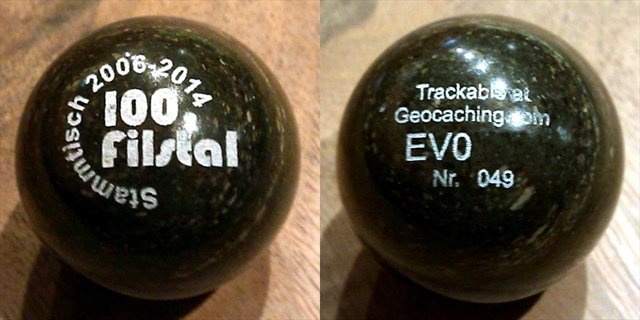 Stammtisch 2006-2014
100.
Filstal
Trackable at
Geocaching.com
EV0
Nr. 049